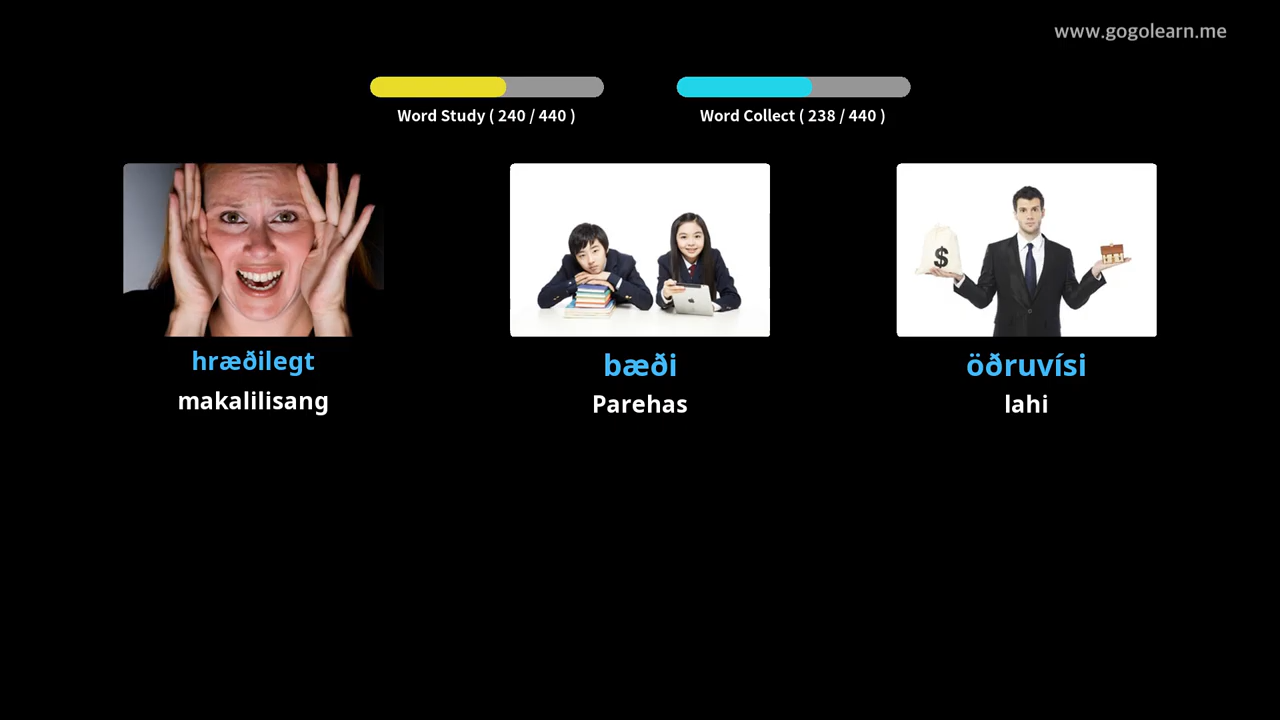 www.gogolearn.me
Word Study ( 240 / 440 )
Word Collect ( 238 / 440 )
$
hræðilegt
bæði
öðruvísi
makalilisang
Parehas
lahi